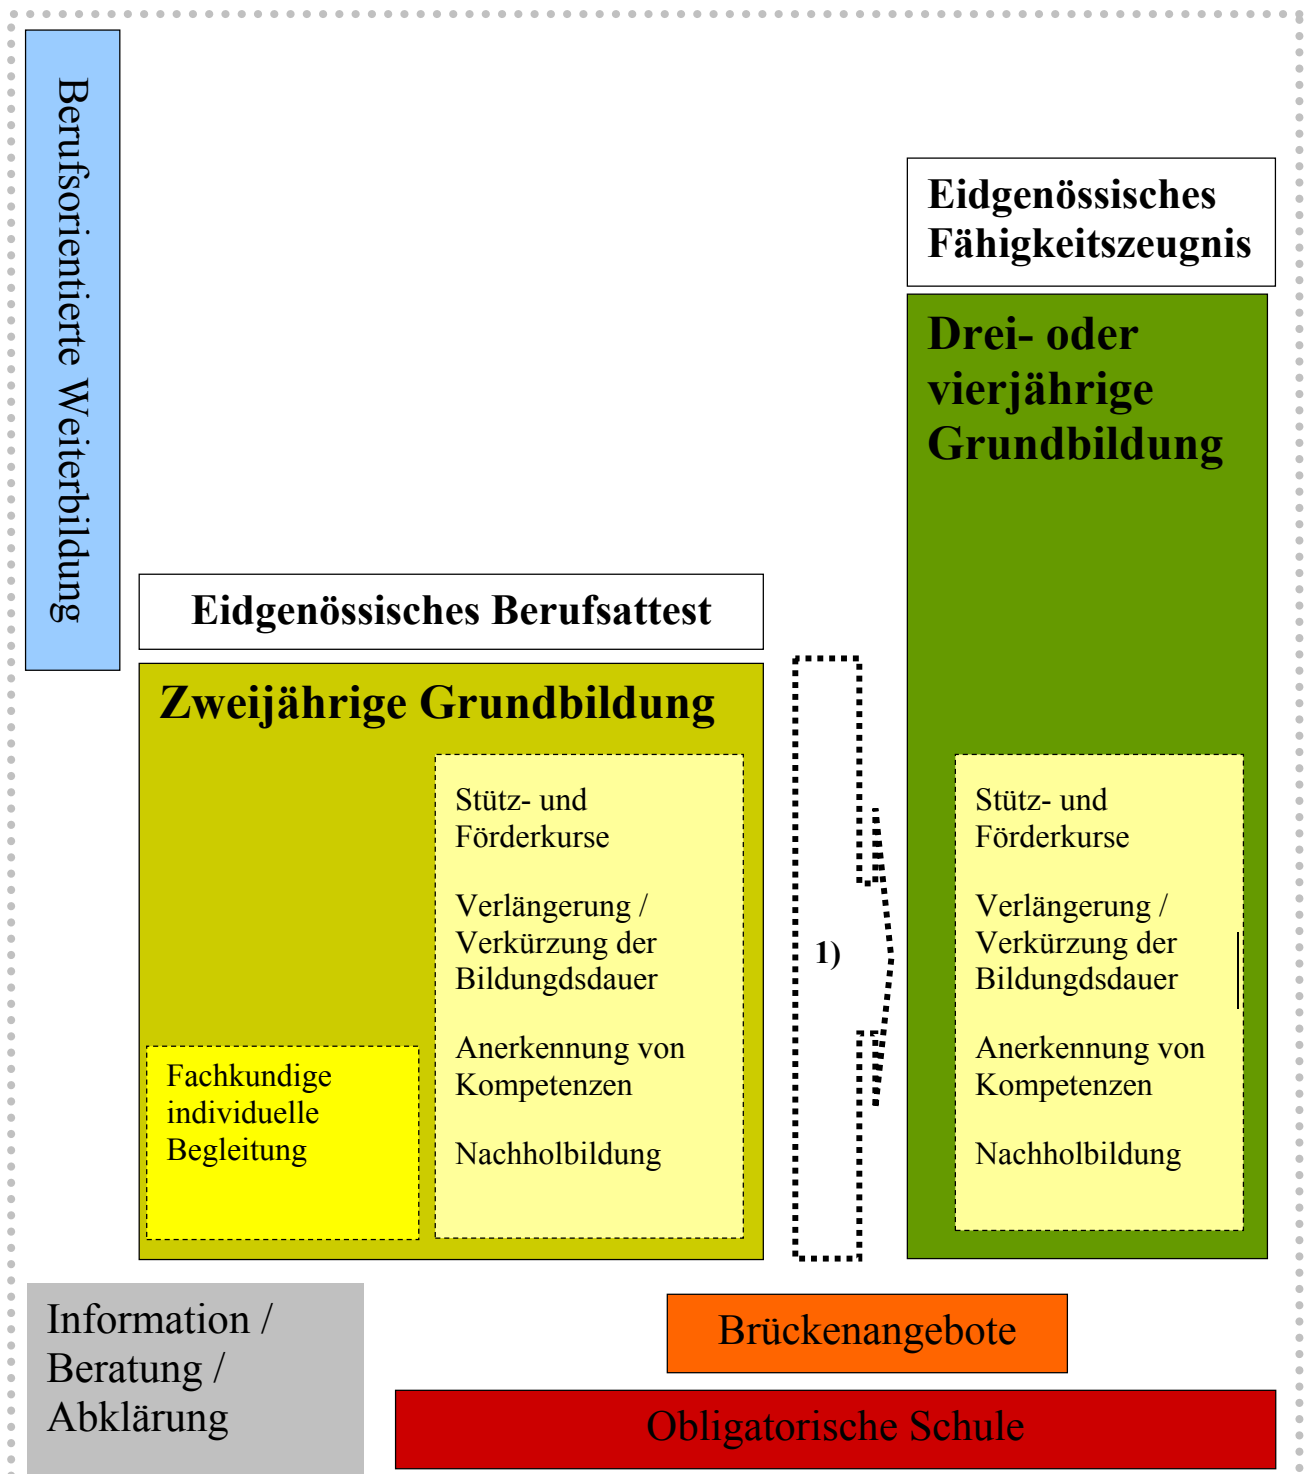 Berufsorientierte Weiterbildung
Eidgenössisches
Fähigkeitszeugnis
Drei- oder
vierjährige
Grundbildung
Eidgenössisches Berufsattest
Zweijährige Grundbildung
Stütz- und
Förderkurse
Verlängerung /
Verkürzung der
Bildungdsdauer
Anerkennung von
Kompetenzen
Nachholbildung
Fachkundige
individuelle
Begleitung
1)
Stütz- und
Förderkurse
Verlängerung /
Verkürzung der
Bildungdsdauer
Anerkennung von
Kompetenzen
Nachholbildung
Information /
Beratung /
Abklärung
Brückenangebote
Obligatorische Schule